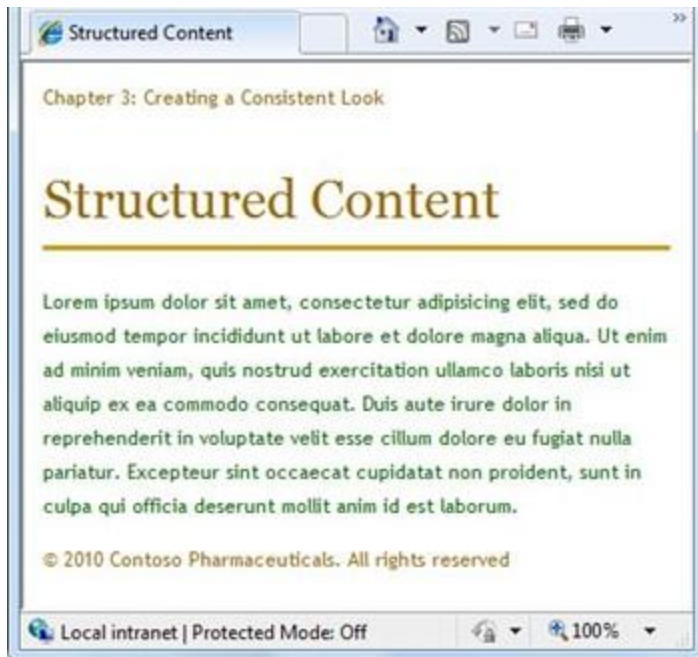 Structured Content
»
Chapter 3: Creating a Consistent Look
Structured Content
Lorem ipsum dolor sit amet, consectetur adipisicing elit, sed do
eiusmod tempor incididunt ut labore et dolore magna aliqua. Ut enim
ad minim veniam, quis nostrud exercitation ullamco laboris nisi ut
aliquip ex ea commodo consequat. Duis aute irure dolor in
reprehenderit in voluptate velit esse cillum dolore eu fugiat nulla
pariatur. Excepteur sint occaecat cupidatat non proident, sunt in
culpa qui officia deserunt mollit anim id est laborum.
© 2010 Contoso Pharmaceuticals. All rights reserved
Local intranet | Protected Mode: Off 100%